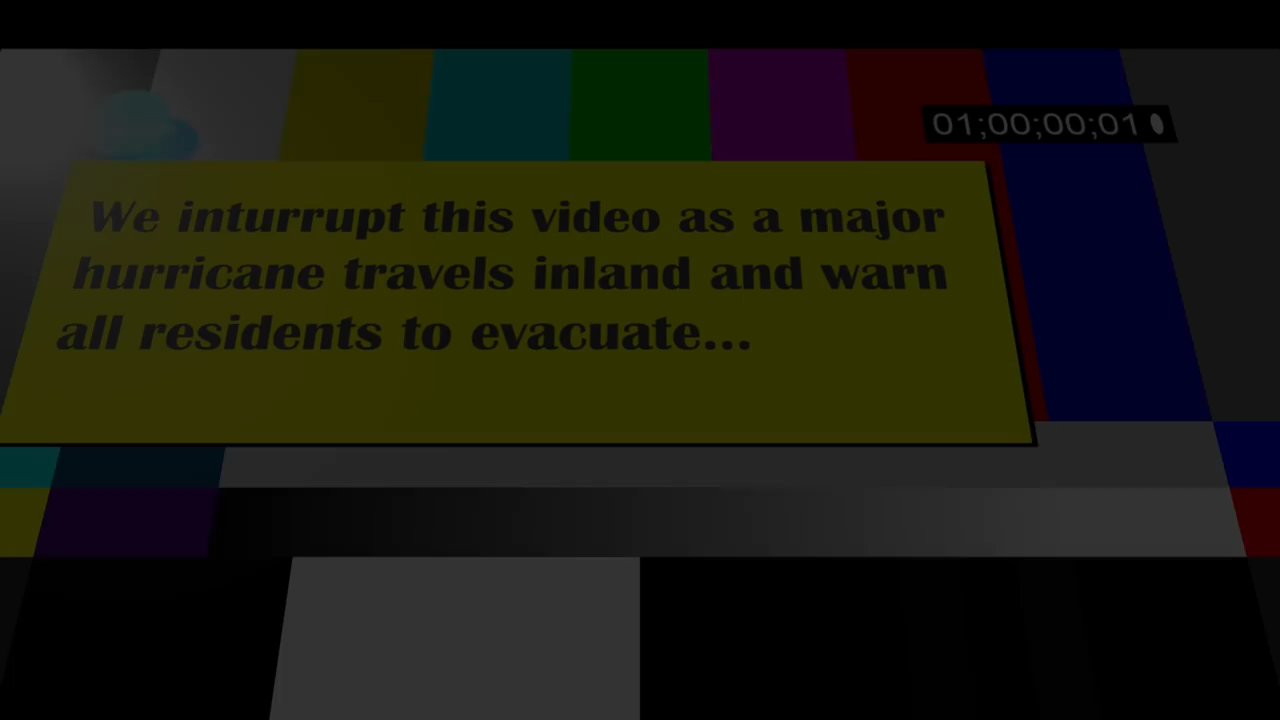 01;00;00;01
We inturrupt this video as a major
hurricane travels inland and warn
all residents to evacuate...